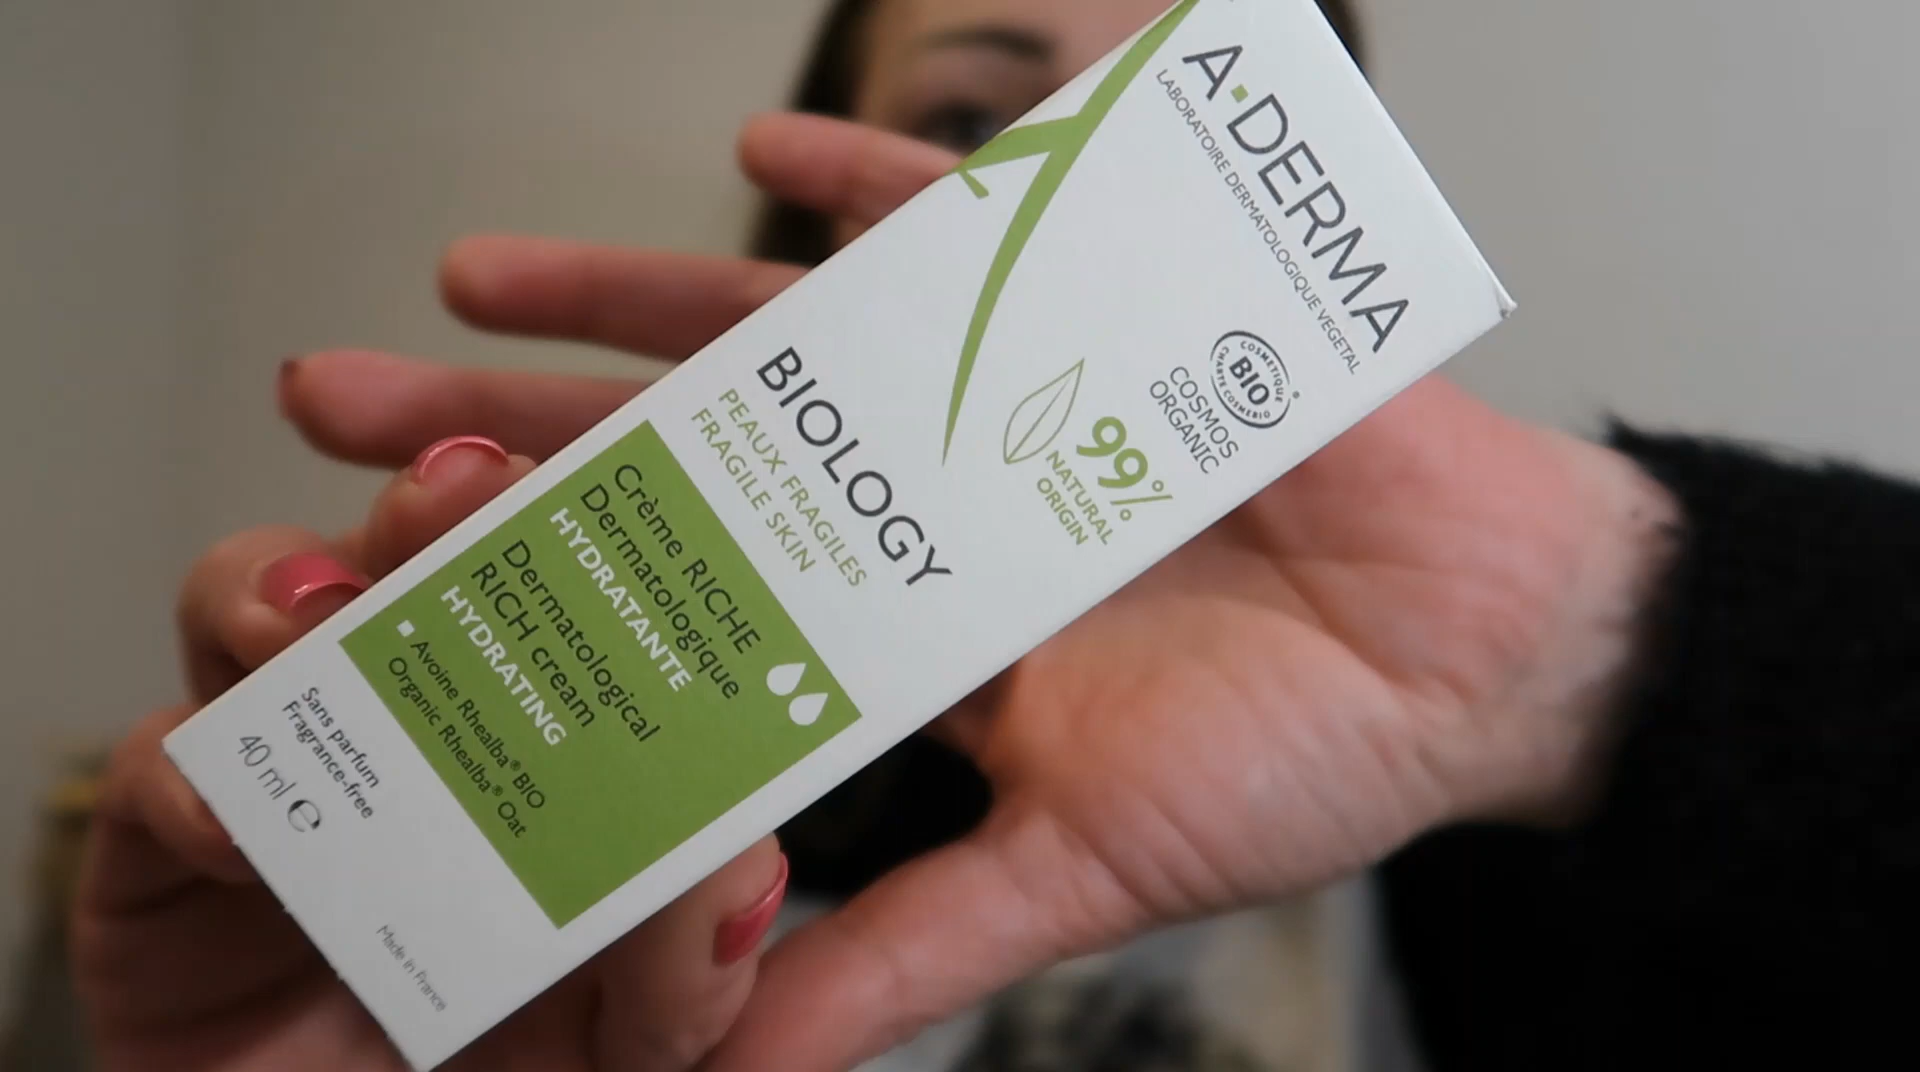 A·DERMA
LABORATOIRE DERMATOLOGIQUE VÉGÉTAL
COSMETIQUE
BIO
CHARTE COSMEBIO
COSMOS
ORGANIC
99%
NATURAL
ORIGIN
BIOLOGY
PEAUX FRAGILES
FRAGILE SKIN
Crème RICHE
Dermatologique
HYDRATANTE
Dermatological
RICH cream
HYDRATING
Avoine Rhealba® BIO
Organic Rhealba® Oat
Sans parfum
Fragrance-free
40 ml ℮
Made in France